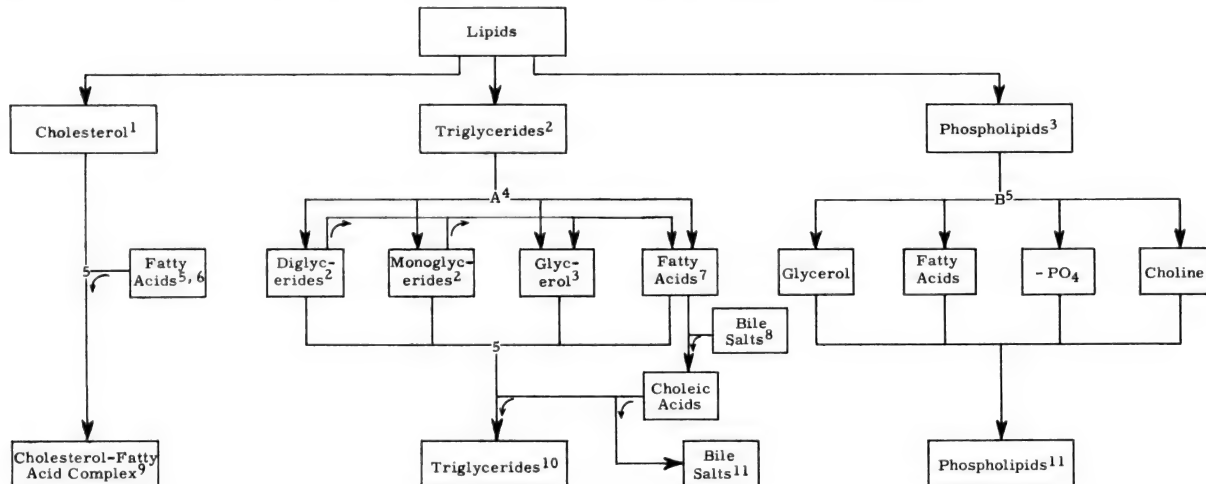 Lipids
Cholesterol1
Triglycerides2
Phospholipids3
A4
B5
Diglyc-
erides2
Monoglyc-
erides2
Glyc-
erol3
Fatty
Acids7
5
Fatty
Acids5, 6
Glycerol
Fatty
Acids
- PO4
Choline
Bile
Salts8
5
Choleic
Acids
Cholesterol-Fatty
Acid Complex9
Triglycerides10
Bile
Salts11
Phospholipids11